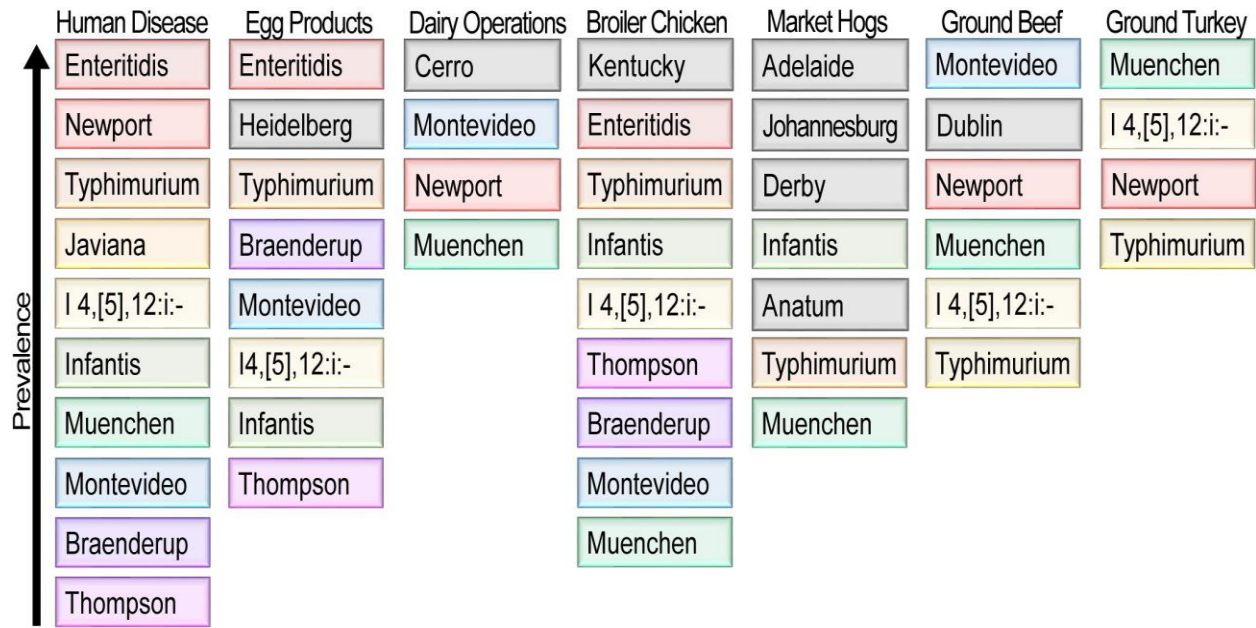 Human Disease Egg Products Dairy Operations Broiler Chicken Market Hogs Ground Beef Ground Turkey
Enteritidis Enteritidis Cerro Kentucky Adelaide Montevideo Muenchen
Newport Heidelberg Montevideo Enteritidis Johannesburg Dublin I 4,[5],12:i:-
Typhimurium Typhimurium Newport Typhimurium Derby Newport Newport
Javiana Braenderup Muenchen Infantis Infantis Muenchen Typhimurium
I 4,[5],12:i:- Montevideo I 4,[5],12:i:- Anatum I 4,[5],12:i:-
Infantis I4,[5],12:i:- Thompson Typhimurium Typhimurium
Muenchen Infantis Braenderup Muenchen
Montevideo Thompson Montevideo
Braenderup Muenchen
Thompson
Prevalence